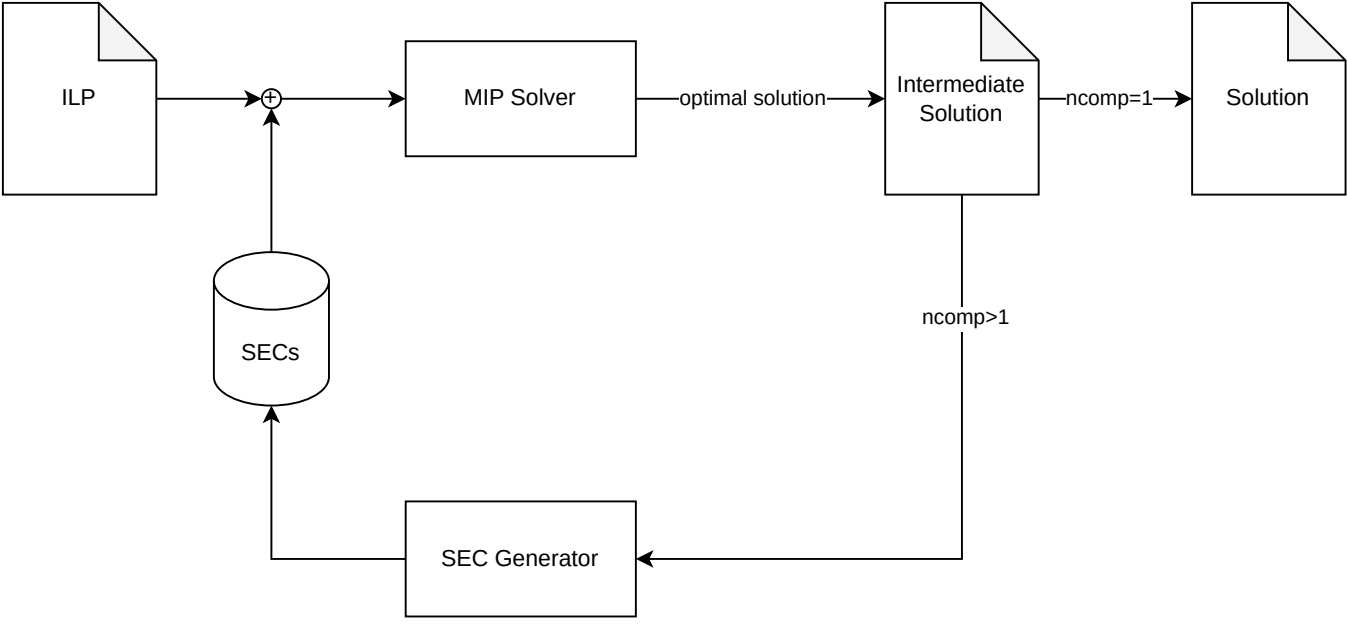 ILP
+
MIP Solver
optimal solution
Intermediate
Solution
ncomp=1
Solution
ncomp>1
SECs
SEC Generator